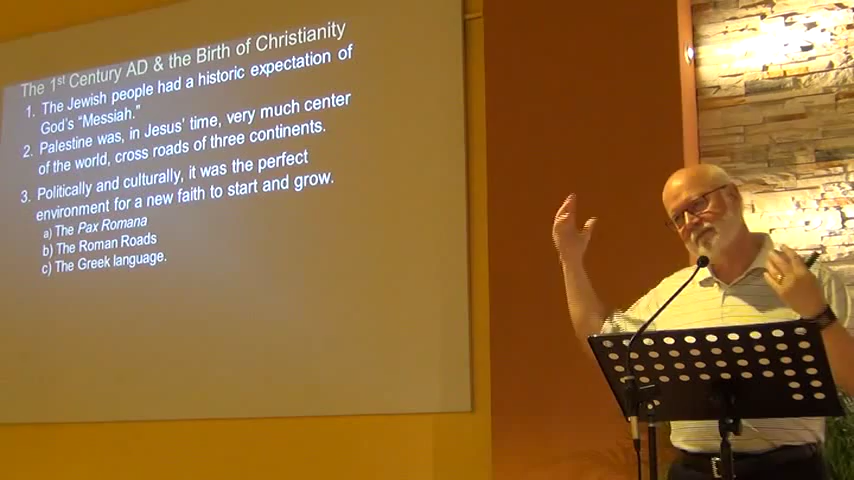 The 1st Century AD & the Birth of Christianity
1. The Jewish people had a historic expectation of
God's "Messiah."
2. Palestine was, in Jesus' time, very much center
of the world, cross roads of three continents.
3. Politically and culturally, it was the perfect
environment for a new faith to start and grow.
a) The Pax Romana
b) The Roman Roads
c) The Greek language.